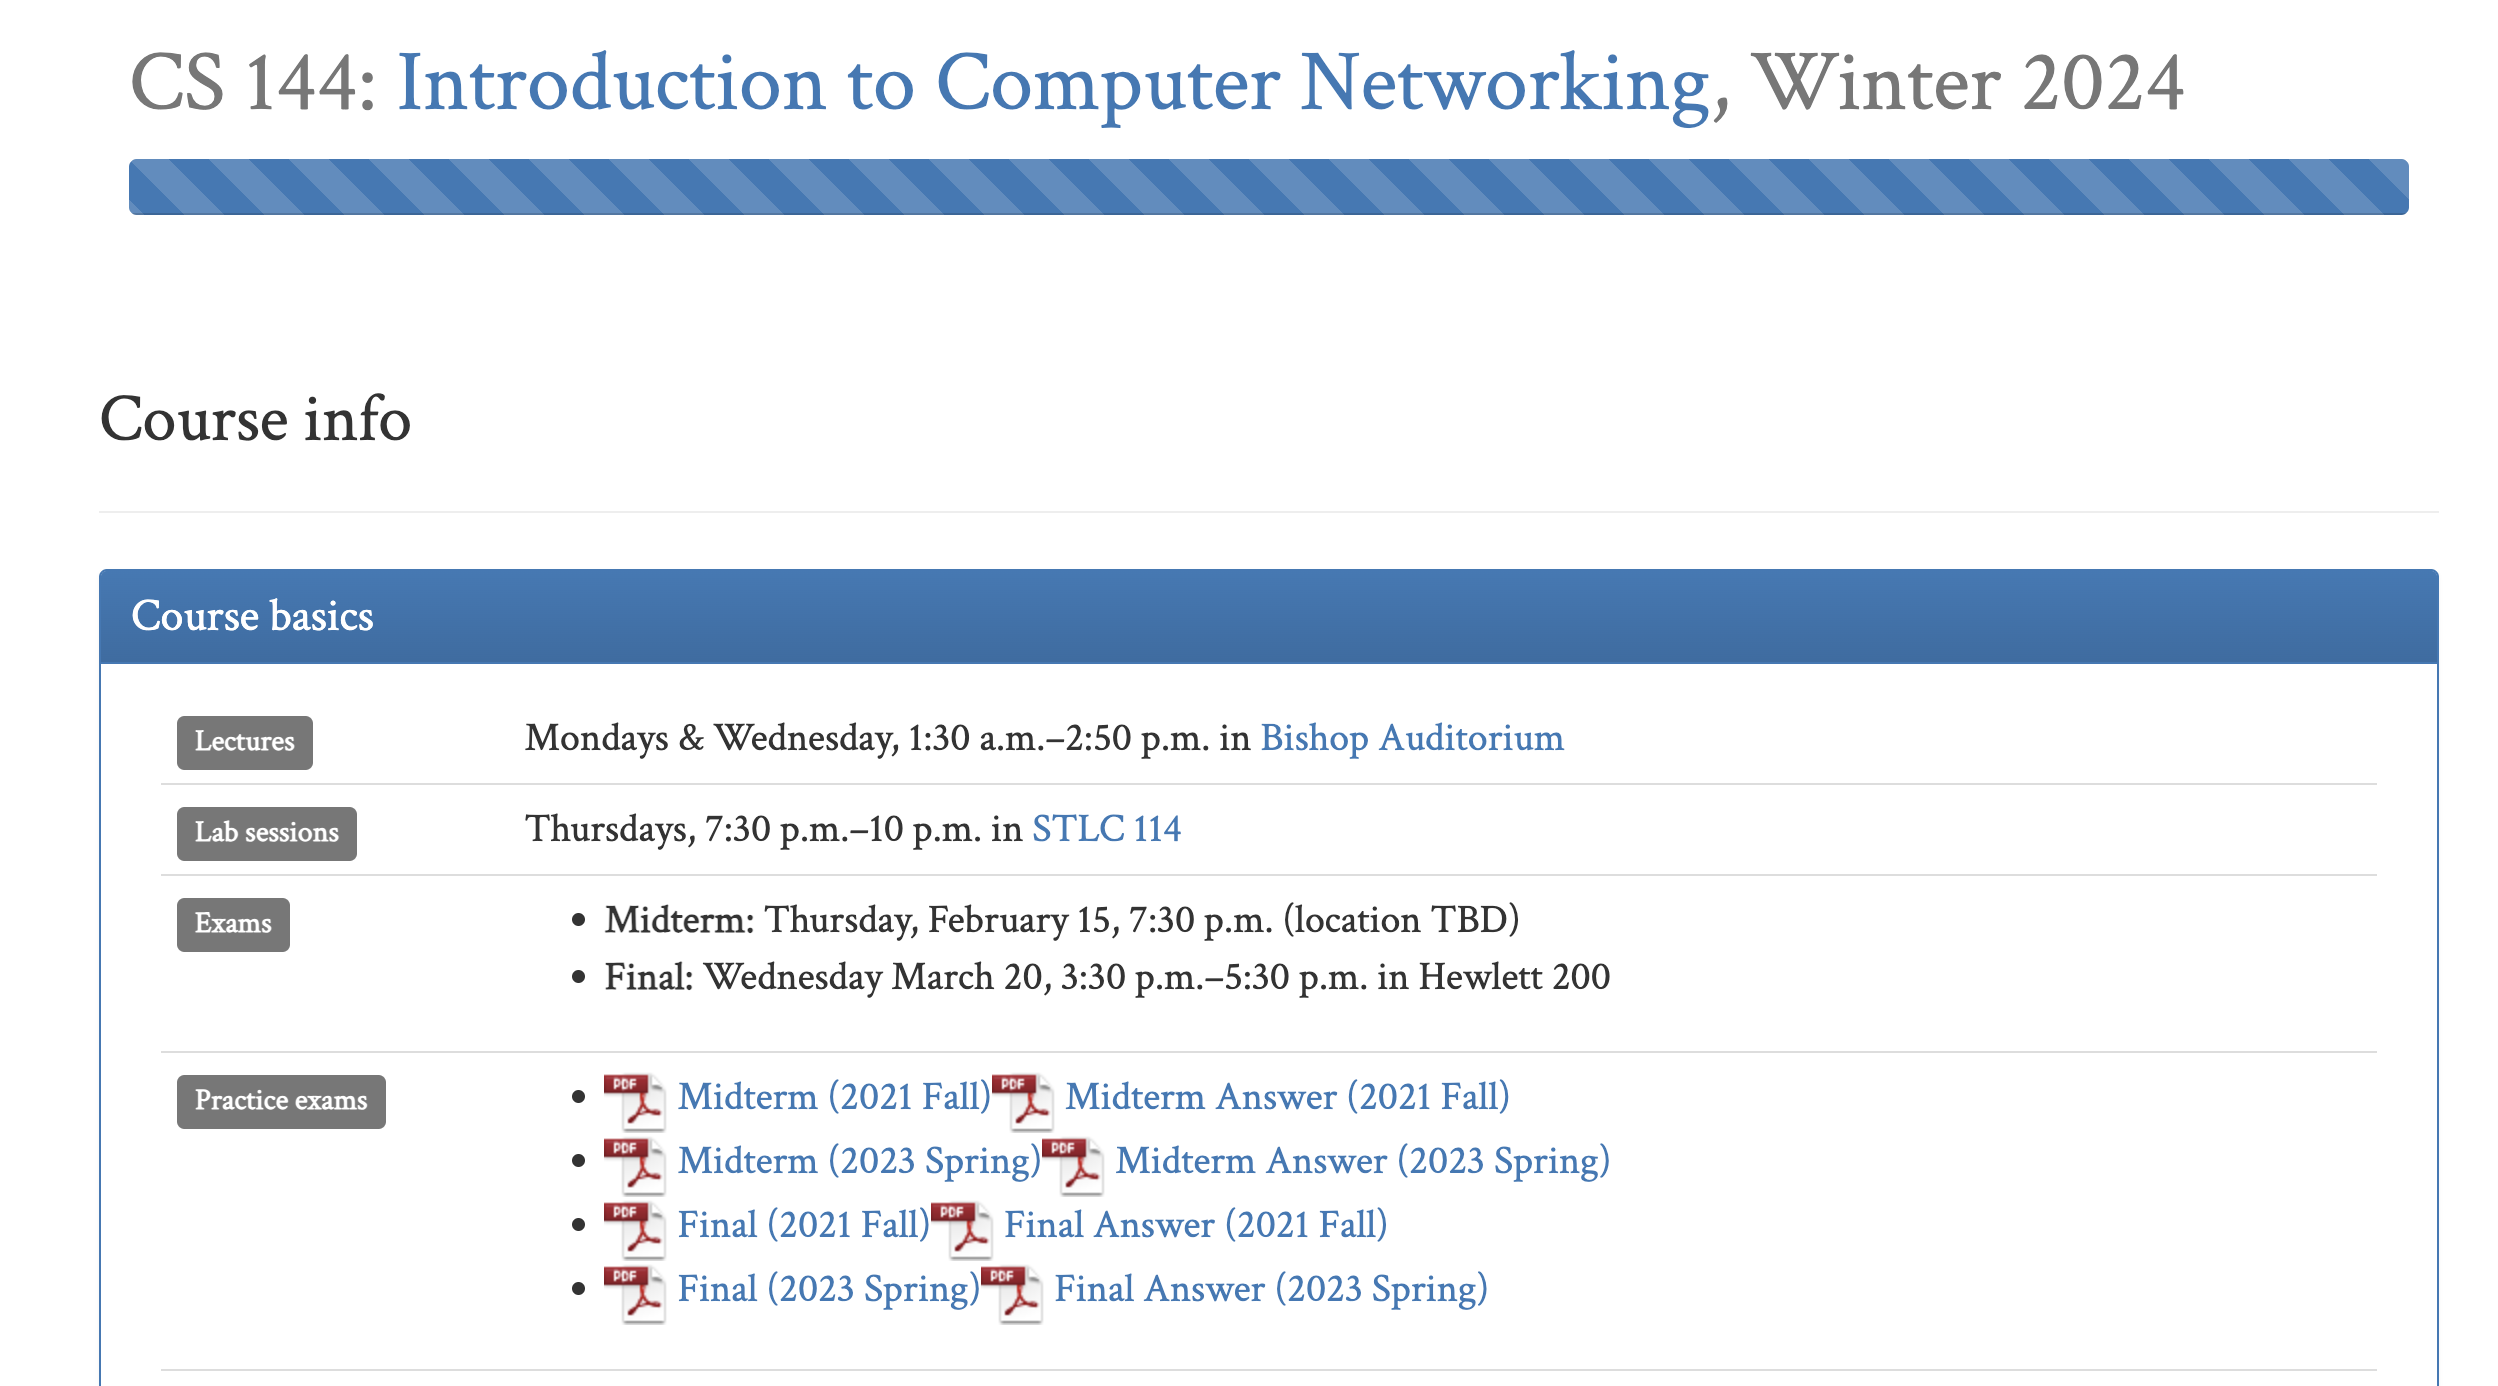 CS 144: Introduction to Computer Networking, Winter 2024
Course info
Course basics
Lectures Mondays & Wednesday, 1:30 a.m.–2:50 p.m. in Bishop Auditorium
Lab sessions Thursdays, 7:30 p.m.–10 p.m. in STLC 114
Exams • Midterm: Thursday, February 15, 7:30 p.m. (location TBD)
• Final: Wednesday March 20, 3:30 p.m.–5:30 p.m. in Hewlett 200
Practice exams • PDF Midterm (2021 Fall) PDF Midterm Answer (2021 Fall)
• PDF Midterm (2023 Spring) PDF Midterm Answer (2023 Spring)
• PDF Final (2021 Fall) PDF Final Answer (2021 Fall)
• PDF Final (2023 Spring) PDF Final Answer (2023 Spring)